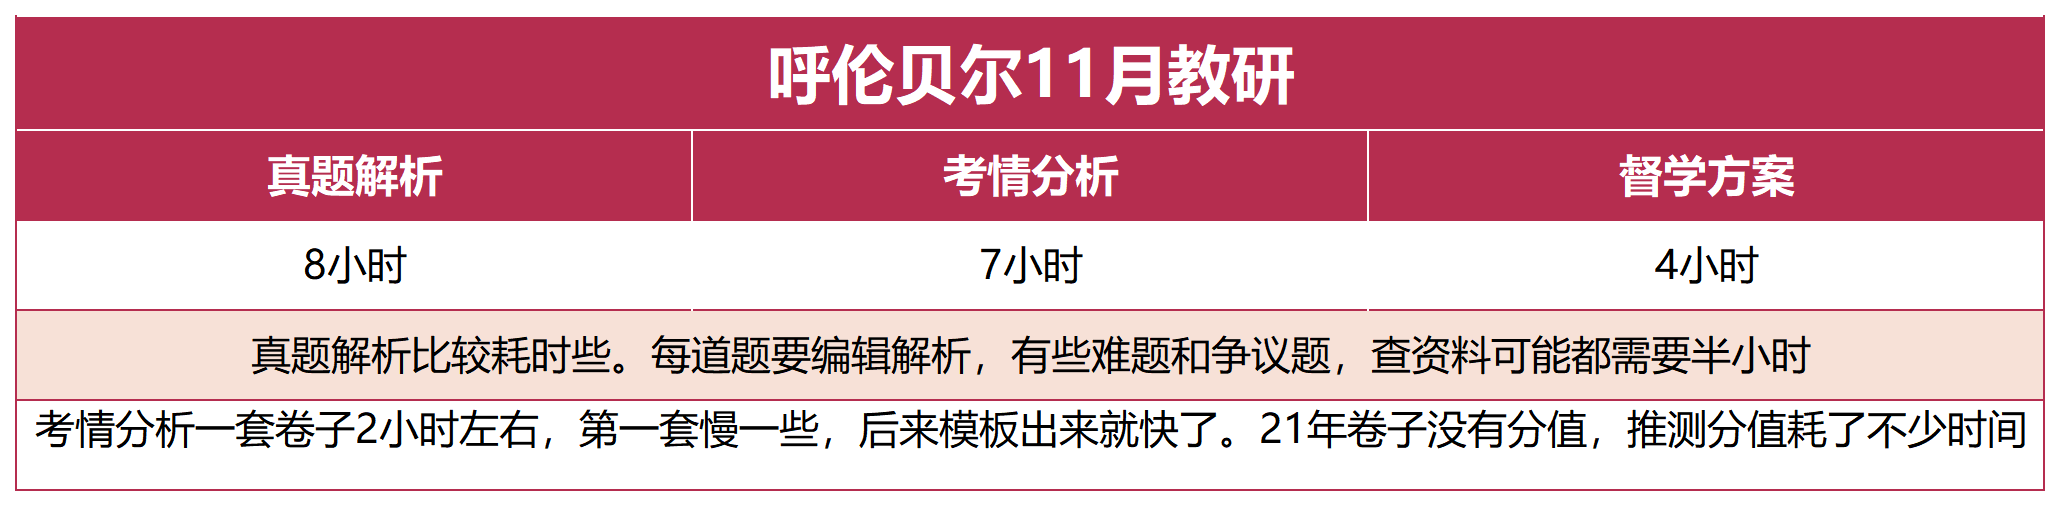 呼伦贝尔11月教研
真题解析 考情分析 督学方案
8小时 7小时 4小时
真题解析比较耗时些。每道题要编辑解析，有些难题和争议题，查资料可能都需要半小时
考情分析一套卷子2小时左右，第一套慢一些，后来模板出来就快了。21年卷子没有分值，推测分值耗了不少时间